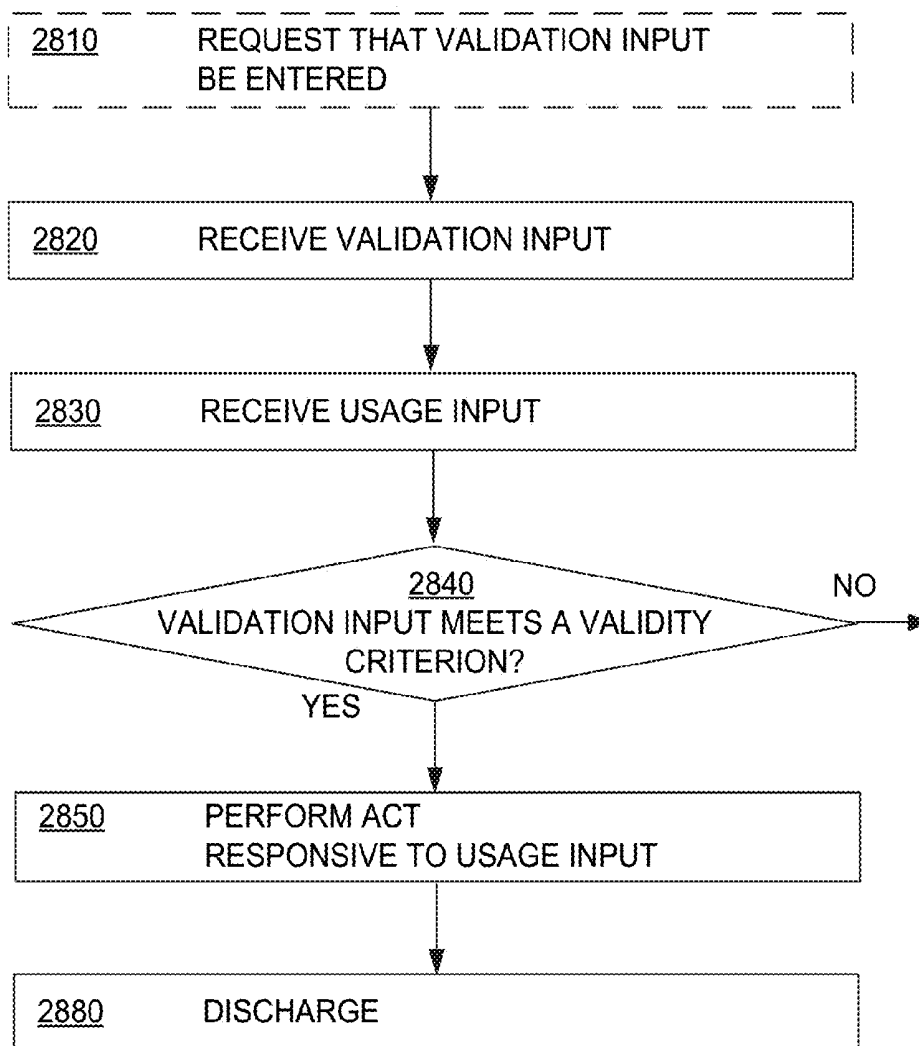 2810 REQUEST THAT VALIDATION INPUT
BE ENTERED
2820 RECEIVE VALIDATION INPUT
2830 RECEIVE USAGE INPUT
2840
NO
VALIDATION INPUT MEETS A VALIDITY
CRITERION?
YES
2850 PERFORM ACT
RESPONSIVE TO USAGE INPUT
2880 DISCHARGE